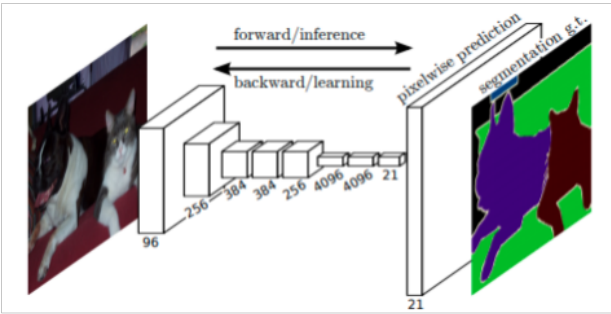 forward/inference
backward/learning
pixelwise prediction
segmentation g.t.
96
256
384
384
256
4096
4096
21
21